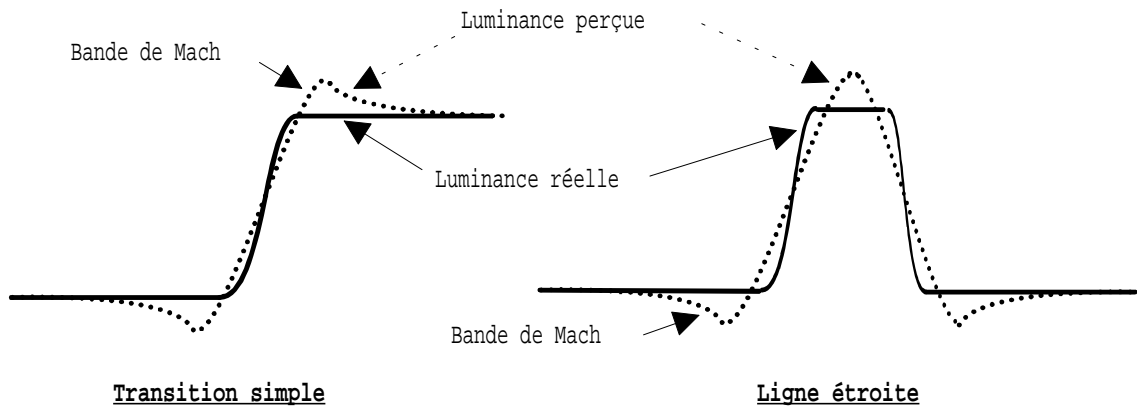 Luminance perçue
Bande de Mach
Luminance réelle
Bande de Mach
Transition simple
Ligne étroite